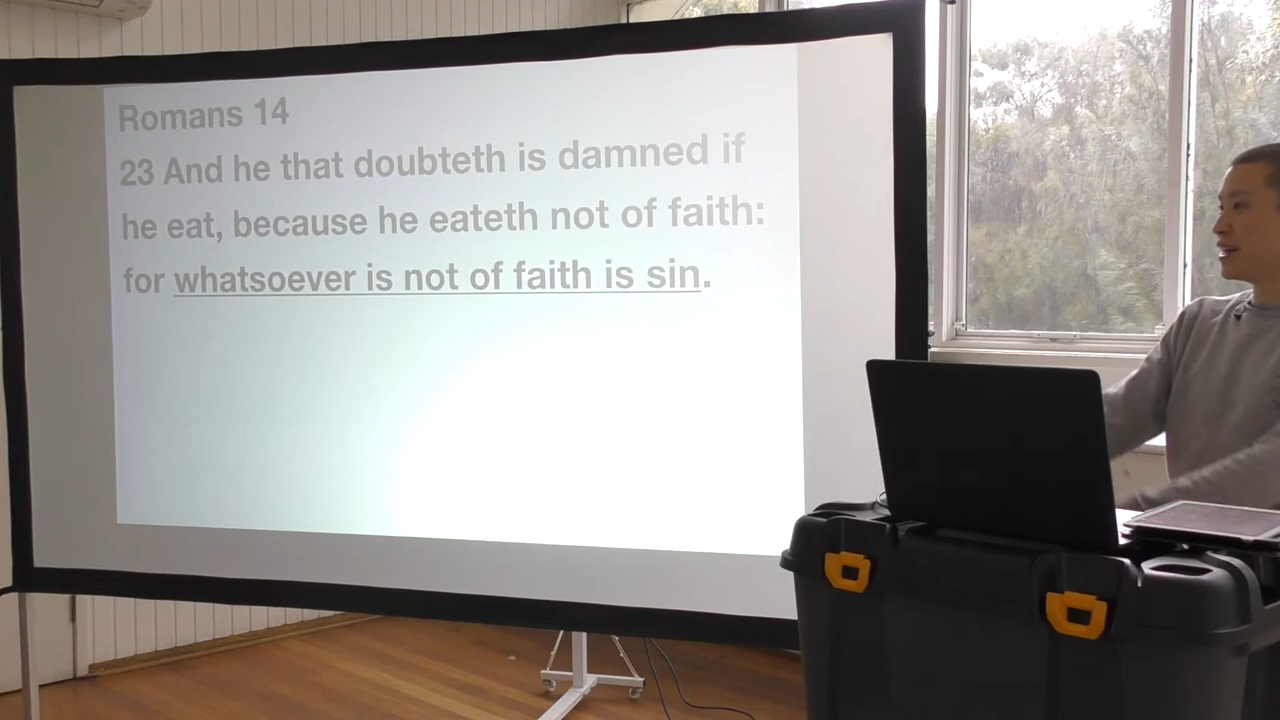 Romans 14
23 And he that doubteth is damned if
he eat, because he eateth not of faith:
for whatsoever is not of faith is sin.